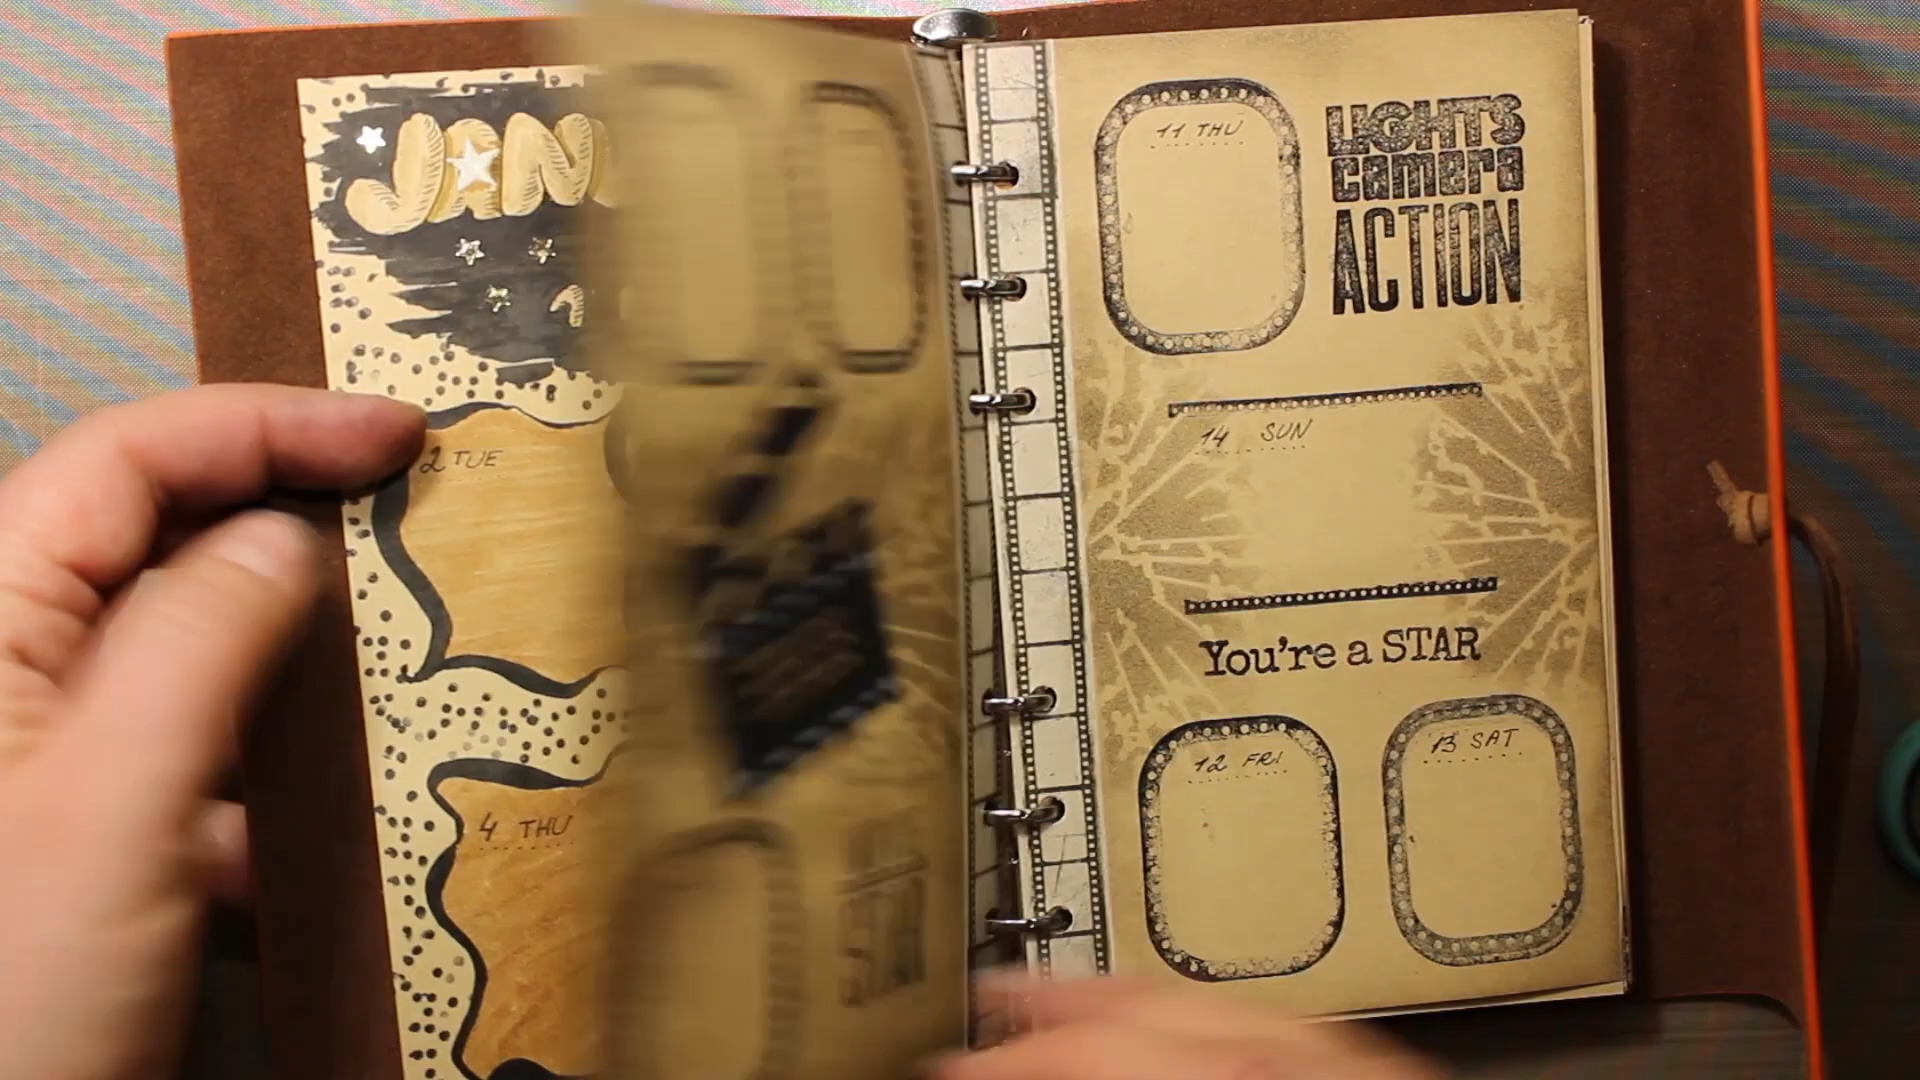 JAN
2 TUE
4 THU
STAR
11 THU
LIGHTS
camera
ACTION
14 SUN
You're a STAR
12 FRI
13 SAT